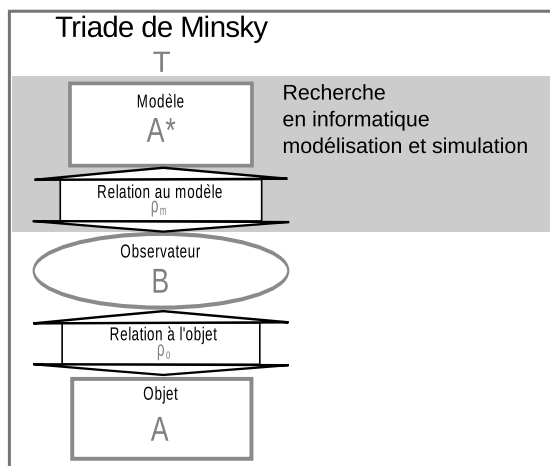 Triade de Minsky
T
Modèle
A*
Recherche
en informatique
modélisation et simulation
Relation au modèle
ρm
Observateur
B
Relation à l'objet
ρo
Objet
A